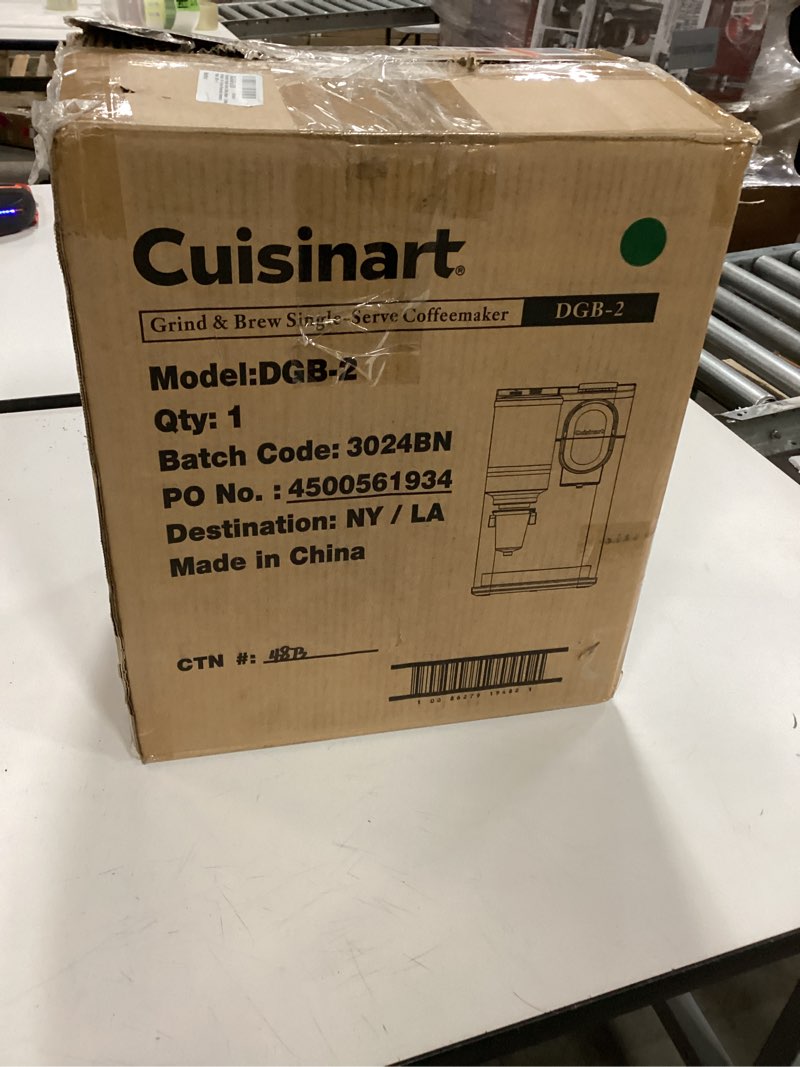 Cuisinart®
Grind & Brew Single-Serve Coffeemaker DGB-2
Model:DGB-2
Qty: 1
Batch Code: 3024BN
PO No. : 4500561934
Destination: NY / LA
Made in China
Cuisinart
CTN #: